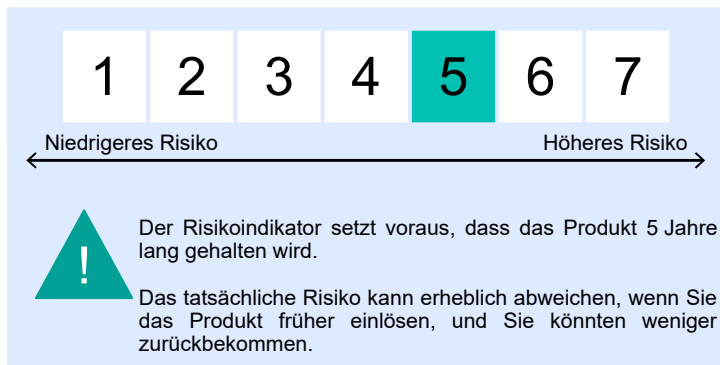 1 2 3 4 5 6 7
Niedrigeres Risiko Höheres Risiko
!
Der Risikoindikator setzt voraus, dass das Produkt 5 Jahre
lang gehalten wird.
Das tatsächliche Risiko kann erheblich abweichen, wenn Sie
das Produkt früher einlösen, und Sie könnten weniger
zurückbekommen.